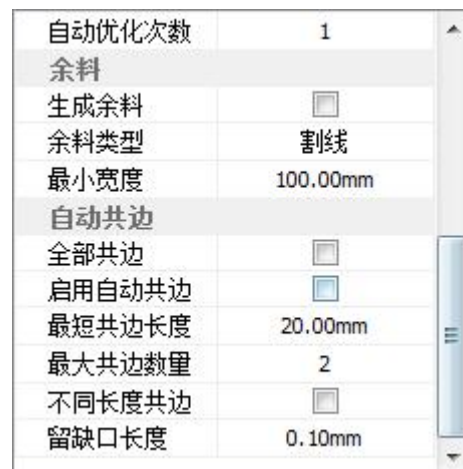 自动优化次数 1
余料
生成余料
余料类型 割线
最小宽度 100.00mm
自动共边
全部共边
启用自动共边
最短共边长度 20.00mm
最大共边数量 2
不同长度共边
留缺口长度 0.10mm